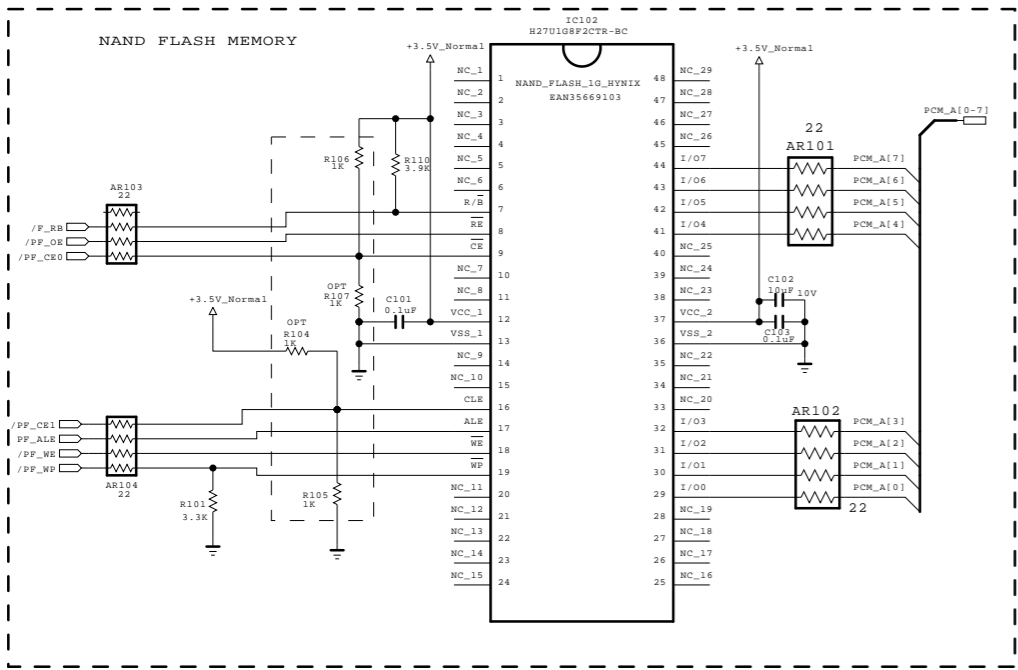 NAND FLASH MEMORY
IC102
H27U1G8F2CTR-BC
NAND_FLASH_1G_HYNIX
EAN35669103
+3.5V_Normal
+3.5V_Normal
+3.5V_Normal
PCM_A[0-7]
NC_1 1
NC_2 2
NC_3 3
NC_4 4
NC_5 5
NC_6 6
R/B 7
RE 8
CE 9
NC_7 10
NC_8 11
VCC_1 12
VSS_1 13
NC_9 14
NC_10 15
CLE 16
ALE 17
WE 18
WP 19
NC_11 20
NC_12 21
NC_13 22
NC_14 23
NC_15 24
48 NC_29
47 NC_28
46 NC_27
45 NC_26
44 I/O7
43 I/O6
42 I/O5
41 I/O4
40 NC_25
39 NC_24
38 NC_23
37 VCC_2
36 VSS_2
35 NC_22
34 NC_21
33 NC_20
32 I/O3
31 I/O2
30 I/O1
29 I/O0
28 NC_19
27 NC_18
26 NC_17
25 NC_16
R106
1K
R110
3.9K
AR103
22
/F_RB
/PF_OE
/PF_CE0
OPT
R107
1K
C101
0.1uF
OPT
R104
1K
/PF_CE1
PF_ALE
/PF_WE
/PF_WP
AR104
22
R101
3.3K
R105
1K
22
AR101
PCM_A[7]
PCM_A[6]
PCM_A[5]
PCM_A[4]
C102
10uF 10V
C103
0.1uF
AR102
PCM_A[3]
PCM_A[2]
PCM_A[1]
PCM_A[0]
22